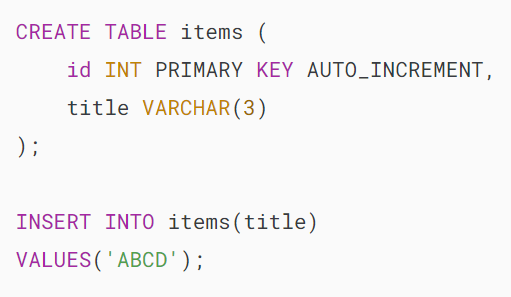 CREATE TABLE items (
    id INT PRIMARY KEY AUTO_INCREMENT,
    title VARCHAR(3)
);

INSERT INTO items(title)
VALUES('ABCD');